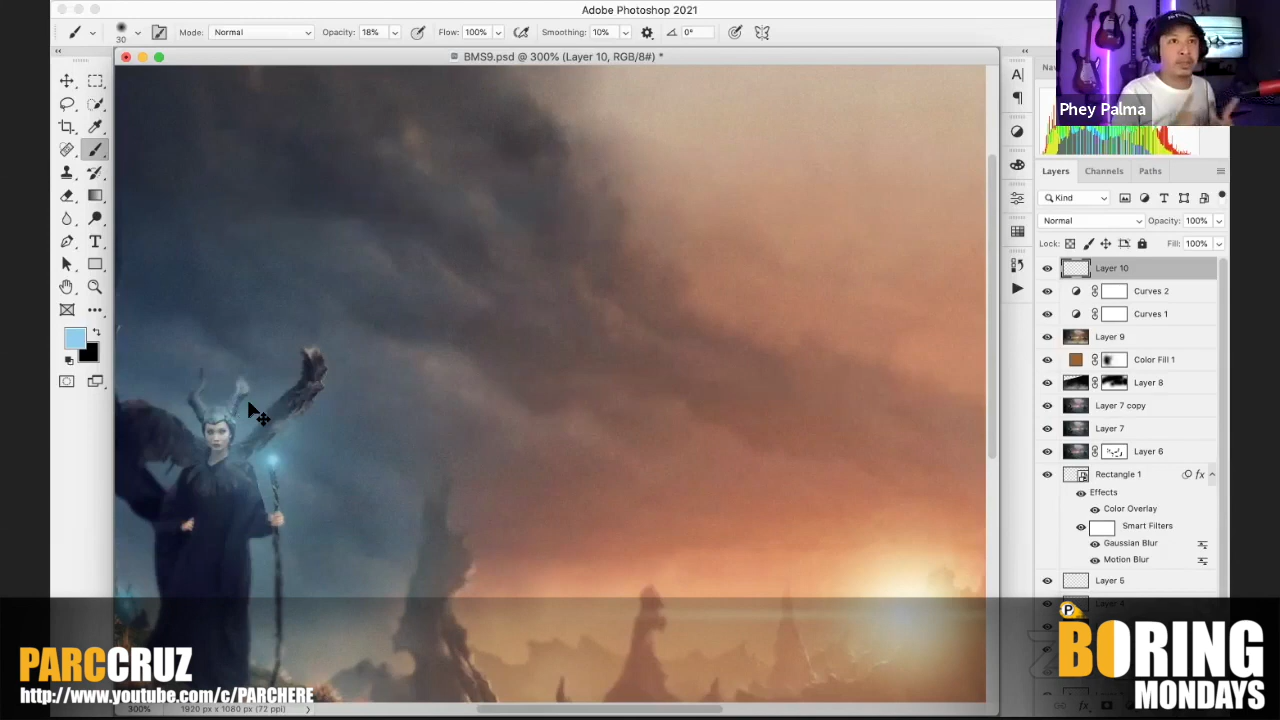 Adobe Photoshop 2021
30
Mode: Normal
Opacity: 18%
Flow: 100%
Smoothing: 10%
0°
BMS9.psd @ 300% (Layer 10, RGB/8#) *
Phey Palma
Layers
Channels
Paths
Kind
Normal
Opacity: 100%
Lock:
Fill: 100%
Layer 10
Curves 2
Curves 1
Layer 9
Color Fill 1
Layer 8
Layer 7 copy
Layer 7
Layer 6
Rectangle 1
fx
Effects
Color Overlay
Smart Filters
Gaussian Blur
Motion Blur
Layer 5
Layer 4
PARCCRUZ
http://www.youtube.com/c/PARCHERE
BORING
MONDAYS
300%
1920 px x 1080 px (72 ppi)